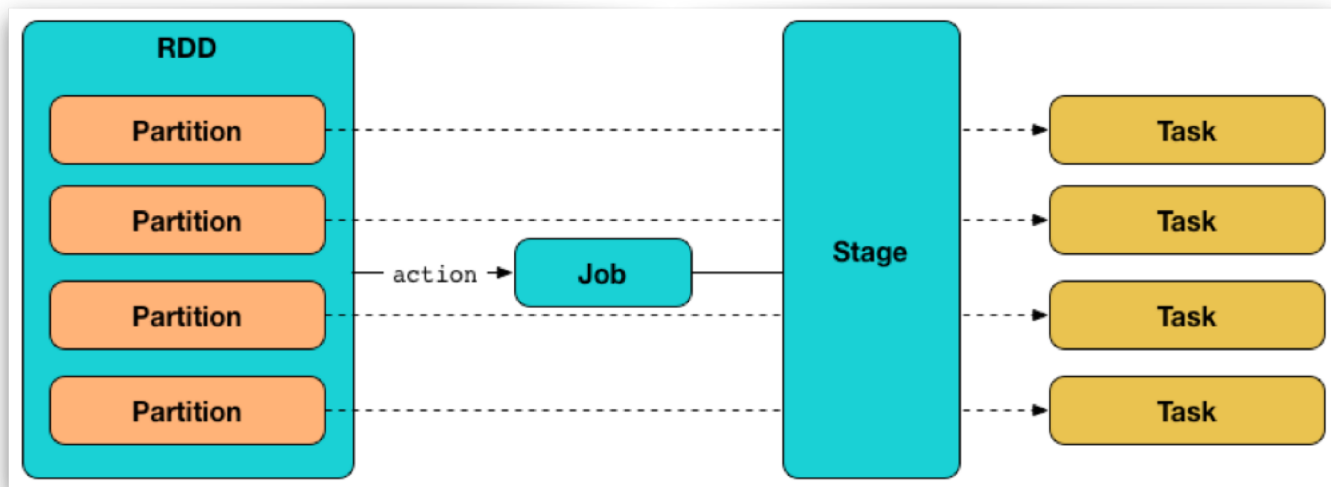 RDD
Partition
Task
Partition
Task
action
Job
Stage
Partition
Task
Partition
Task